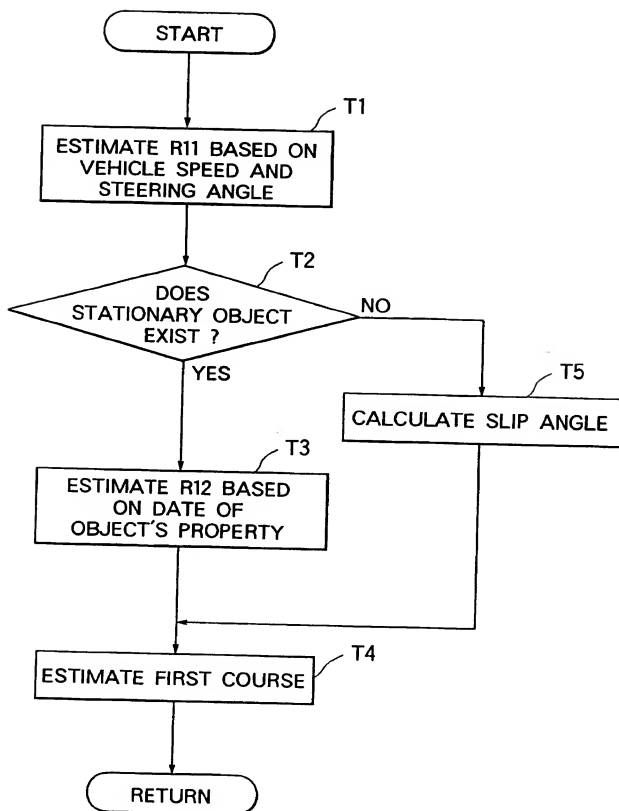 START
T1
ESTIMATE R11 BASED ON
VEHICLE SPEED AND
STEERING ANGLE
T2
DOES
STATIONARY OBJECT
EXIST ?
NO
YES
T5
CALCULATE SLIP ANGLE
T3
ESTIMATE R12 BASED
ON DATE OF
OBJECT'S PROPERTY
T4
ESTIMATE FIRST COURSE
RETURN